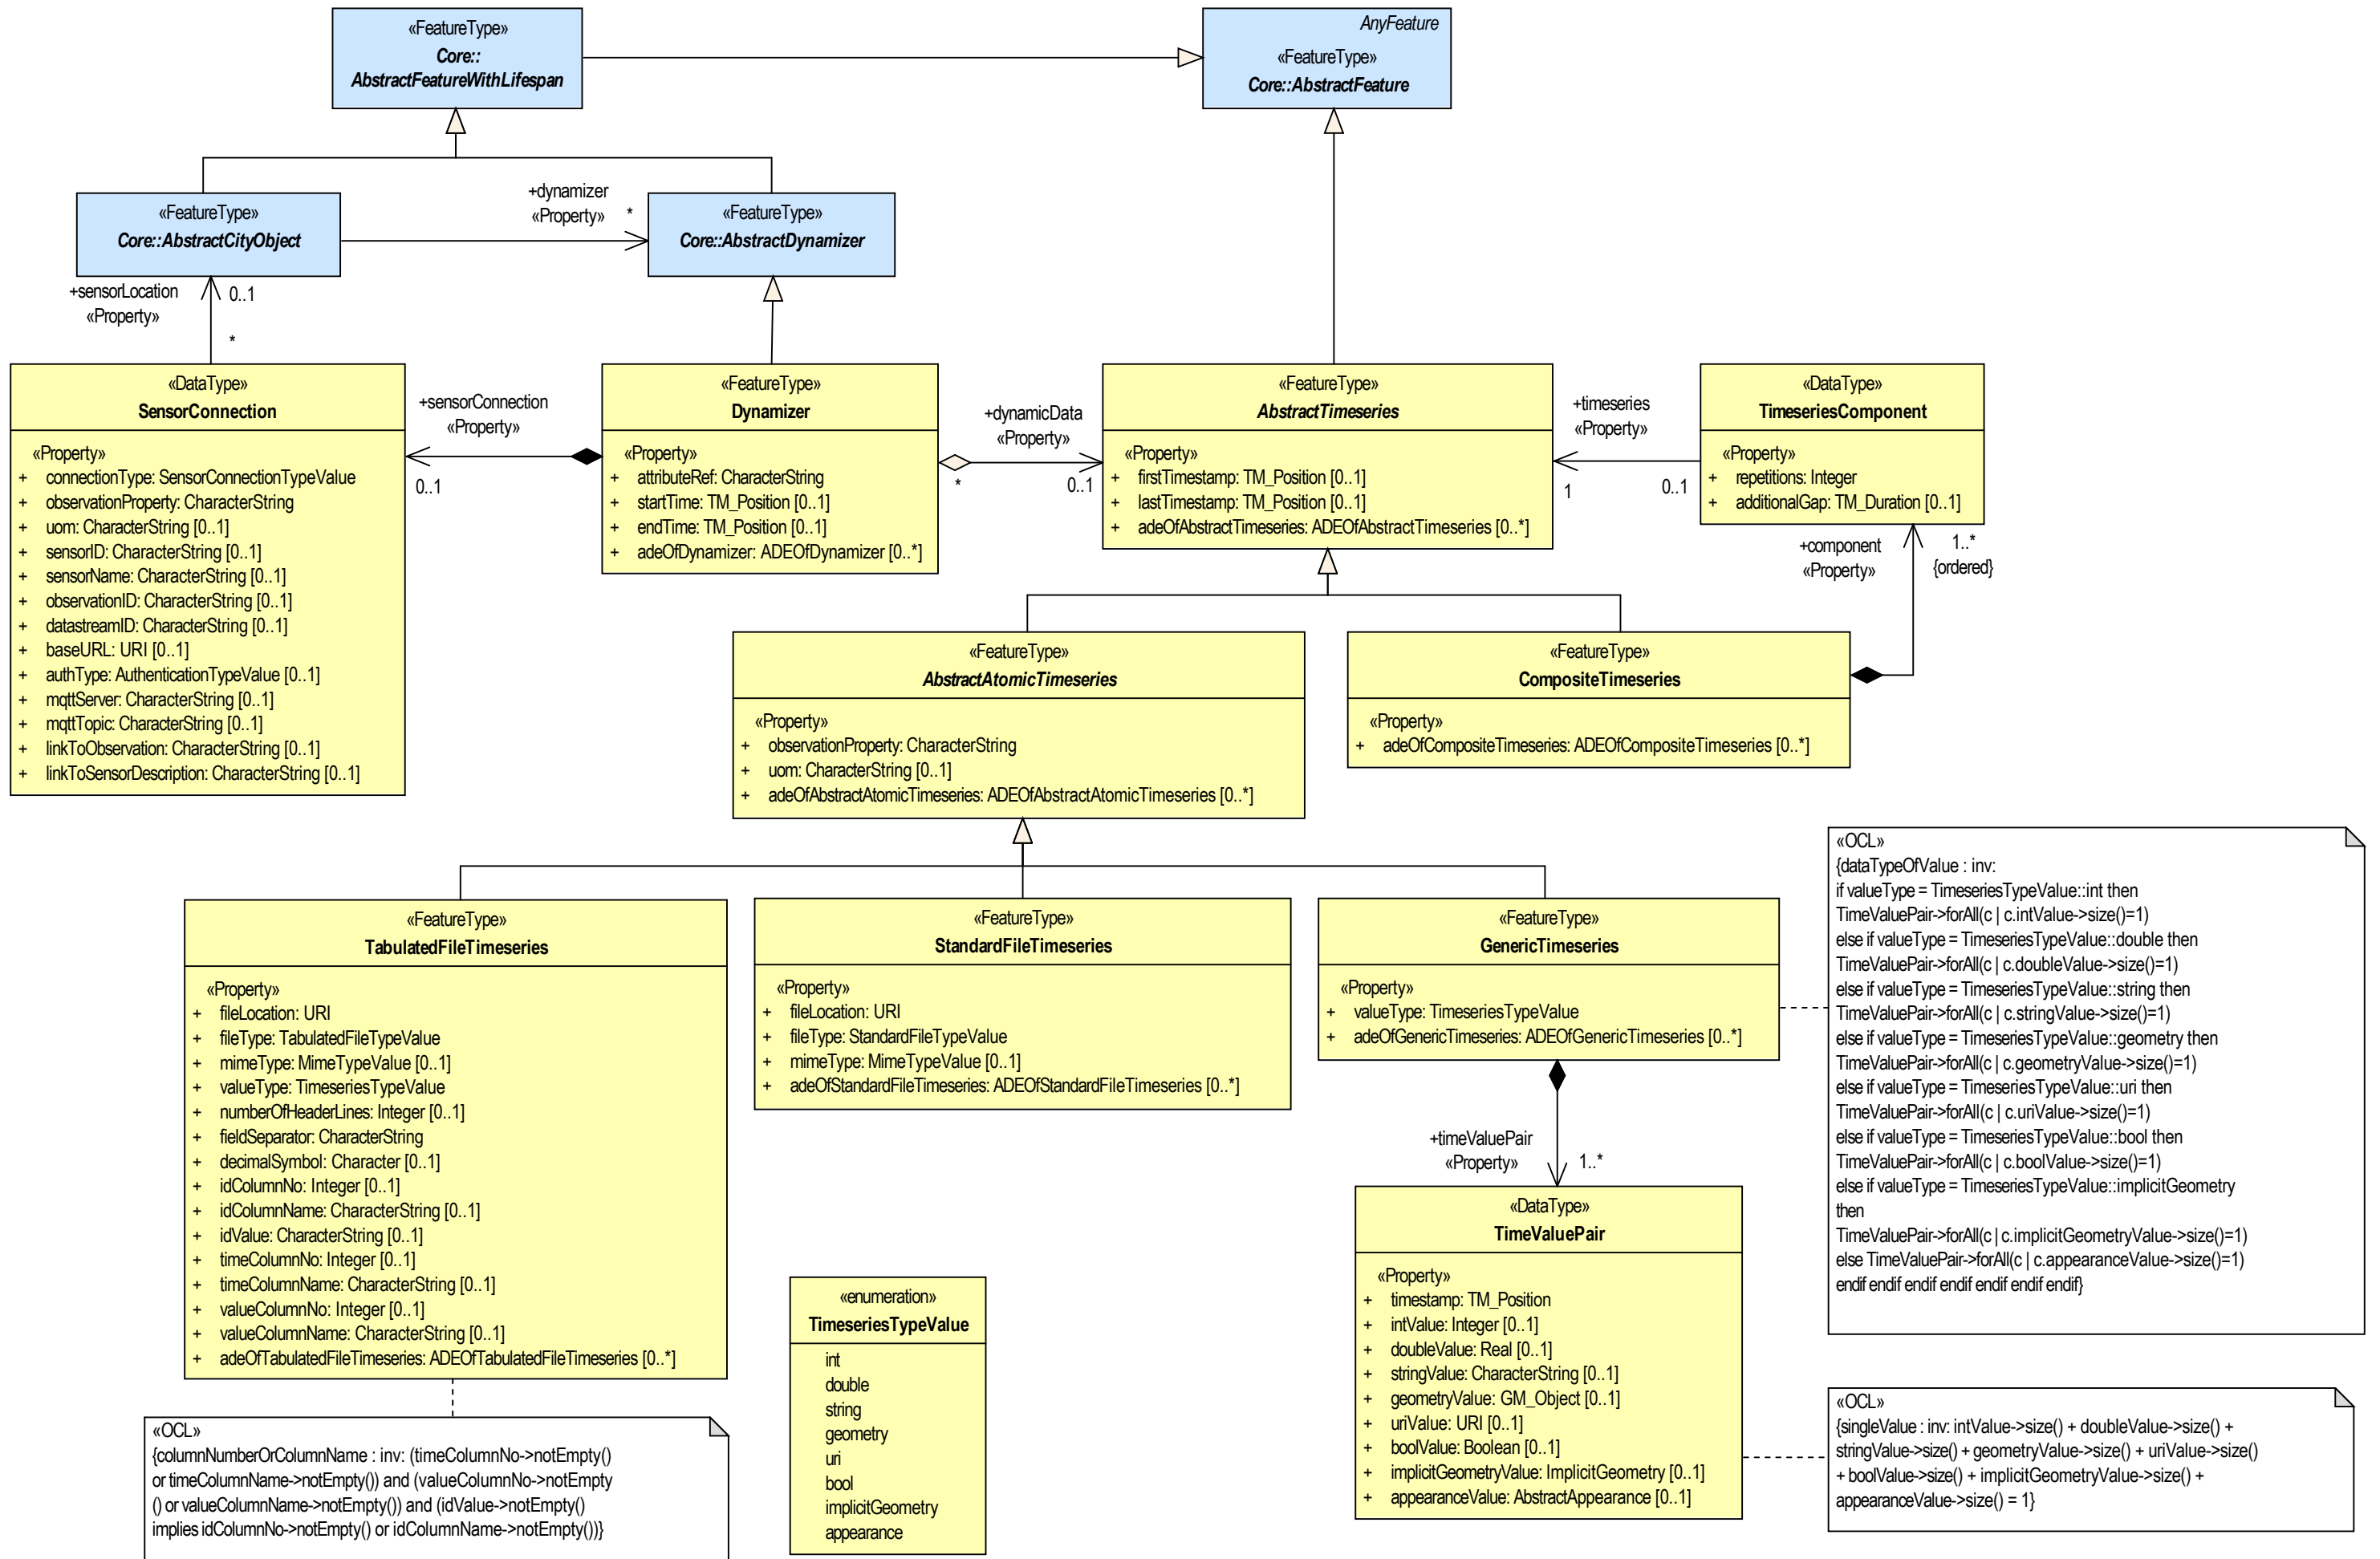 «FeatureType»
Core::
AbstractFeatureWithLifespan
AnyFeature
«FeatureType»
Core::AbstractFeature
«FeatureType»
Core::AbstractCityObject
+dynamizer
«Property»
*
«FeatureType»
Core::AbstractDynamizer
+sensorLocation
«Property»
0..1
*
«DataType»
SensorConnection
«Property»
+ connectionType: SensorConnectionTypeValue
+ observationProperty: CharacterString
+ uom: CharacterString [0..1]
+ sensorID: CharacterString [0..1]
+ sensorName: CharacterString [0..1]
+ observationID: CharacterString [0..1]
+ datastreamID: CharacterString [0..1]
+ baseURL: URI [0..1]
+ authType: AuthenticationTypeValue [0..1]
+ mqttServer: CharacterString [0..1]
+ mqttTopic: CharacterString [0..1]
+ linkToObservation: CharacterString [0..1]
+ linkToSensorDescription: CharacterString [0..1]
+sensorConnection
«Property»
0..1
«FeatureType»
Dynamizer
«Property»
+ attributeRef: CharacterString
+ startTime: TM_Position [0..1]
+ endTime: TM_Position [0..1]
+ adeOfDynamizer: ADEOfDynamizer [0..*]
+dynamicData
«Property»
*
0..1
«FeatureType»
AbstractTimeseries
«Property»
+ firstTimestamp: TM_Position [0..1]
+ lastTimestamp: TM_Position [0..1]
+ adeOfAbstractTimeseries: ADEOfAbstractTimeseries [0..*]
+timeseries
«Property»
1
0..1
«DataType»
TimeseriesComponent
«Property»
+ repetitions: Integer
+ additionalGap: TM_Duration [0..1]
+component
«Property»
1..*
{ordered}
«FeatureType»
AbstractAtomicTimeseries
«Property»
+ observationProperty: CharacterString
+ uom: CharacterString [0..1]
+ adeOfAbstractAtomicTimeseries: ADEOfAbstractAtomicTimeseries [0..*]
«FeatureType»
CompositeTimeseries
«Property»
+ adeOfCompositeTimeseries: ADEOfCompositeTimeseries [0..*]
«FeatureType»
TabulatedFileTimeseries
«Property»
+ fileLocation: URI
+ fileType: TabulatedFileTypeValue
+ mimeType: MimeTypeValue [0..1]
+ valueType: TimeseriesTypeValue
+ numberOfHeaderLines: Integer [0..1]
+ fieldSeparator: CharacterString
+ decimalSymbol: Character [0..1]
+ idColumnNo: Integer [0..1]
+ idColumnName: CharacterString [0..1]
+ idValue: CharacterString [0..1]
+ timeColumnNo: Integer [0..1]
+ timeColumnName: CharacterString [0..1]
+ valueColumnNo: Integer [0..1]
+ valueColumnName: CharacterString [0..1]
+ adeOfTabulatedFileTimeseries: ADEOfTabulatedFileTimeseries [0..*]
«OCL»
{columnNumberOrColumnName : inv: (timeColumnNo->notEmpty()
or timeColumnName->notEmpty()) and (valueColumnNo->notEmpty
() or valueColumnName->notEmpty()) and (idValue->notEmpty()
implies idColumnNo->notEmpty() or idColumnName->notEmpty())}
«FeatureType»
StandardFileTimeseries
«Property»
+ fileLocation: URI
+ fileType: StandardFileTypeValue
+ mimeType: MimeTypeValue [0..1]
+ adeOfStandardFileTimeseries: ADEOfStandardFileTimeseries [0..*]
«enumeration»
TimeseriesTypeValue
int
double
string
geometry
uri
bool
implicitGeometry
appearance
«FeatureType»
GenericTimeseries
«Property»
+ valueType: TimeseriesTypeValue
+ adeOfGenericTimeseries: ADEOfGenericTimeseries [0..*]
+timeValuePair
«Property»
1..*
«DataType»
TimeValuePair
«Property»
+ timestamp: TM_Position
+ intValue: Integer [0..1]
+ doubleValue: Real [0..1]
+ stringValue: CharacterString [0..1]
+ geometryValue: GM_Object [0..1]
+ uriValue: URI [0..1]
+ boolValue: Boolean [0..1]
+ implicitGeometryValue: ImplicitGeometry [0..1]
+ appearanceValue: AbstractAppearance [0..1]
«OCL»
{dataTypeOfValue : inv:
if valueType = TimeseriesTypeValue::int then
TimeValuePair->forAll(c | c.intValue->size()=1)
else if valueType = TimeseriesTypeValue::double then
TimeValuePair->forAll(c | c.doubleValue->size()=1)
else if valueType = TimeseriesTypeValue::string then
TimeValuePair->forAll(c | c.stringValue->size()=1)
else if valueType = TimeseriesTypeValue::geometry then
TimeValuePair->forAll(c | c.geometryValue->size()=1)
else if valueType = TimeseriesTypeValue::uri then
TimeValuePair->forAll(c | c.uriValue->size()=1)
else if valueType = TimeseriesTypeValue::bool then
TimeValuePair->forAll(c | c.boolValue->size()=1)
else if valueType = TimeseriesTypeValue::implicitGeometry
then
TimeValuePair->forAll(c | c.implicitGeometryValue->size()=1)
else TimeValuePair->forAll(c | c.appearanceValue->size()=1)
endif endif endif endif endif endif endif}
«OCL»
{singleValue : inv: intValue->size() + doubleValue->size() +
stringValue->size() + geometryValue->size() + uriValue->size()
+ boolValue->size() + implicitGeometryValue->size() +
appearanceValue->size() = 1}